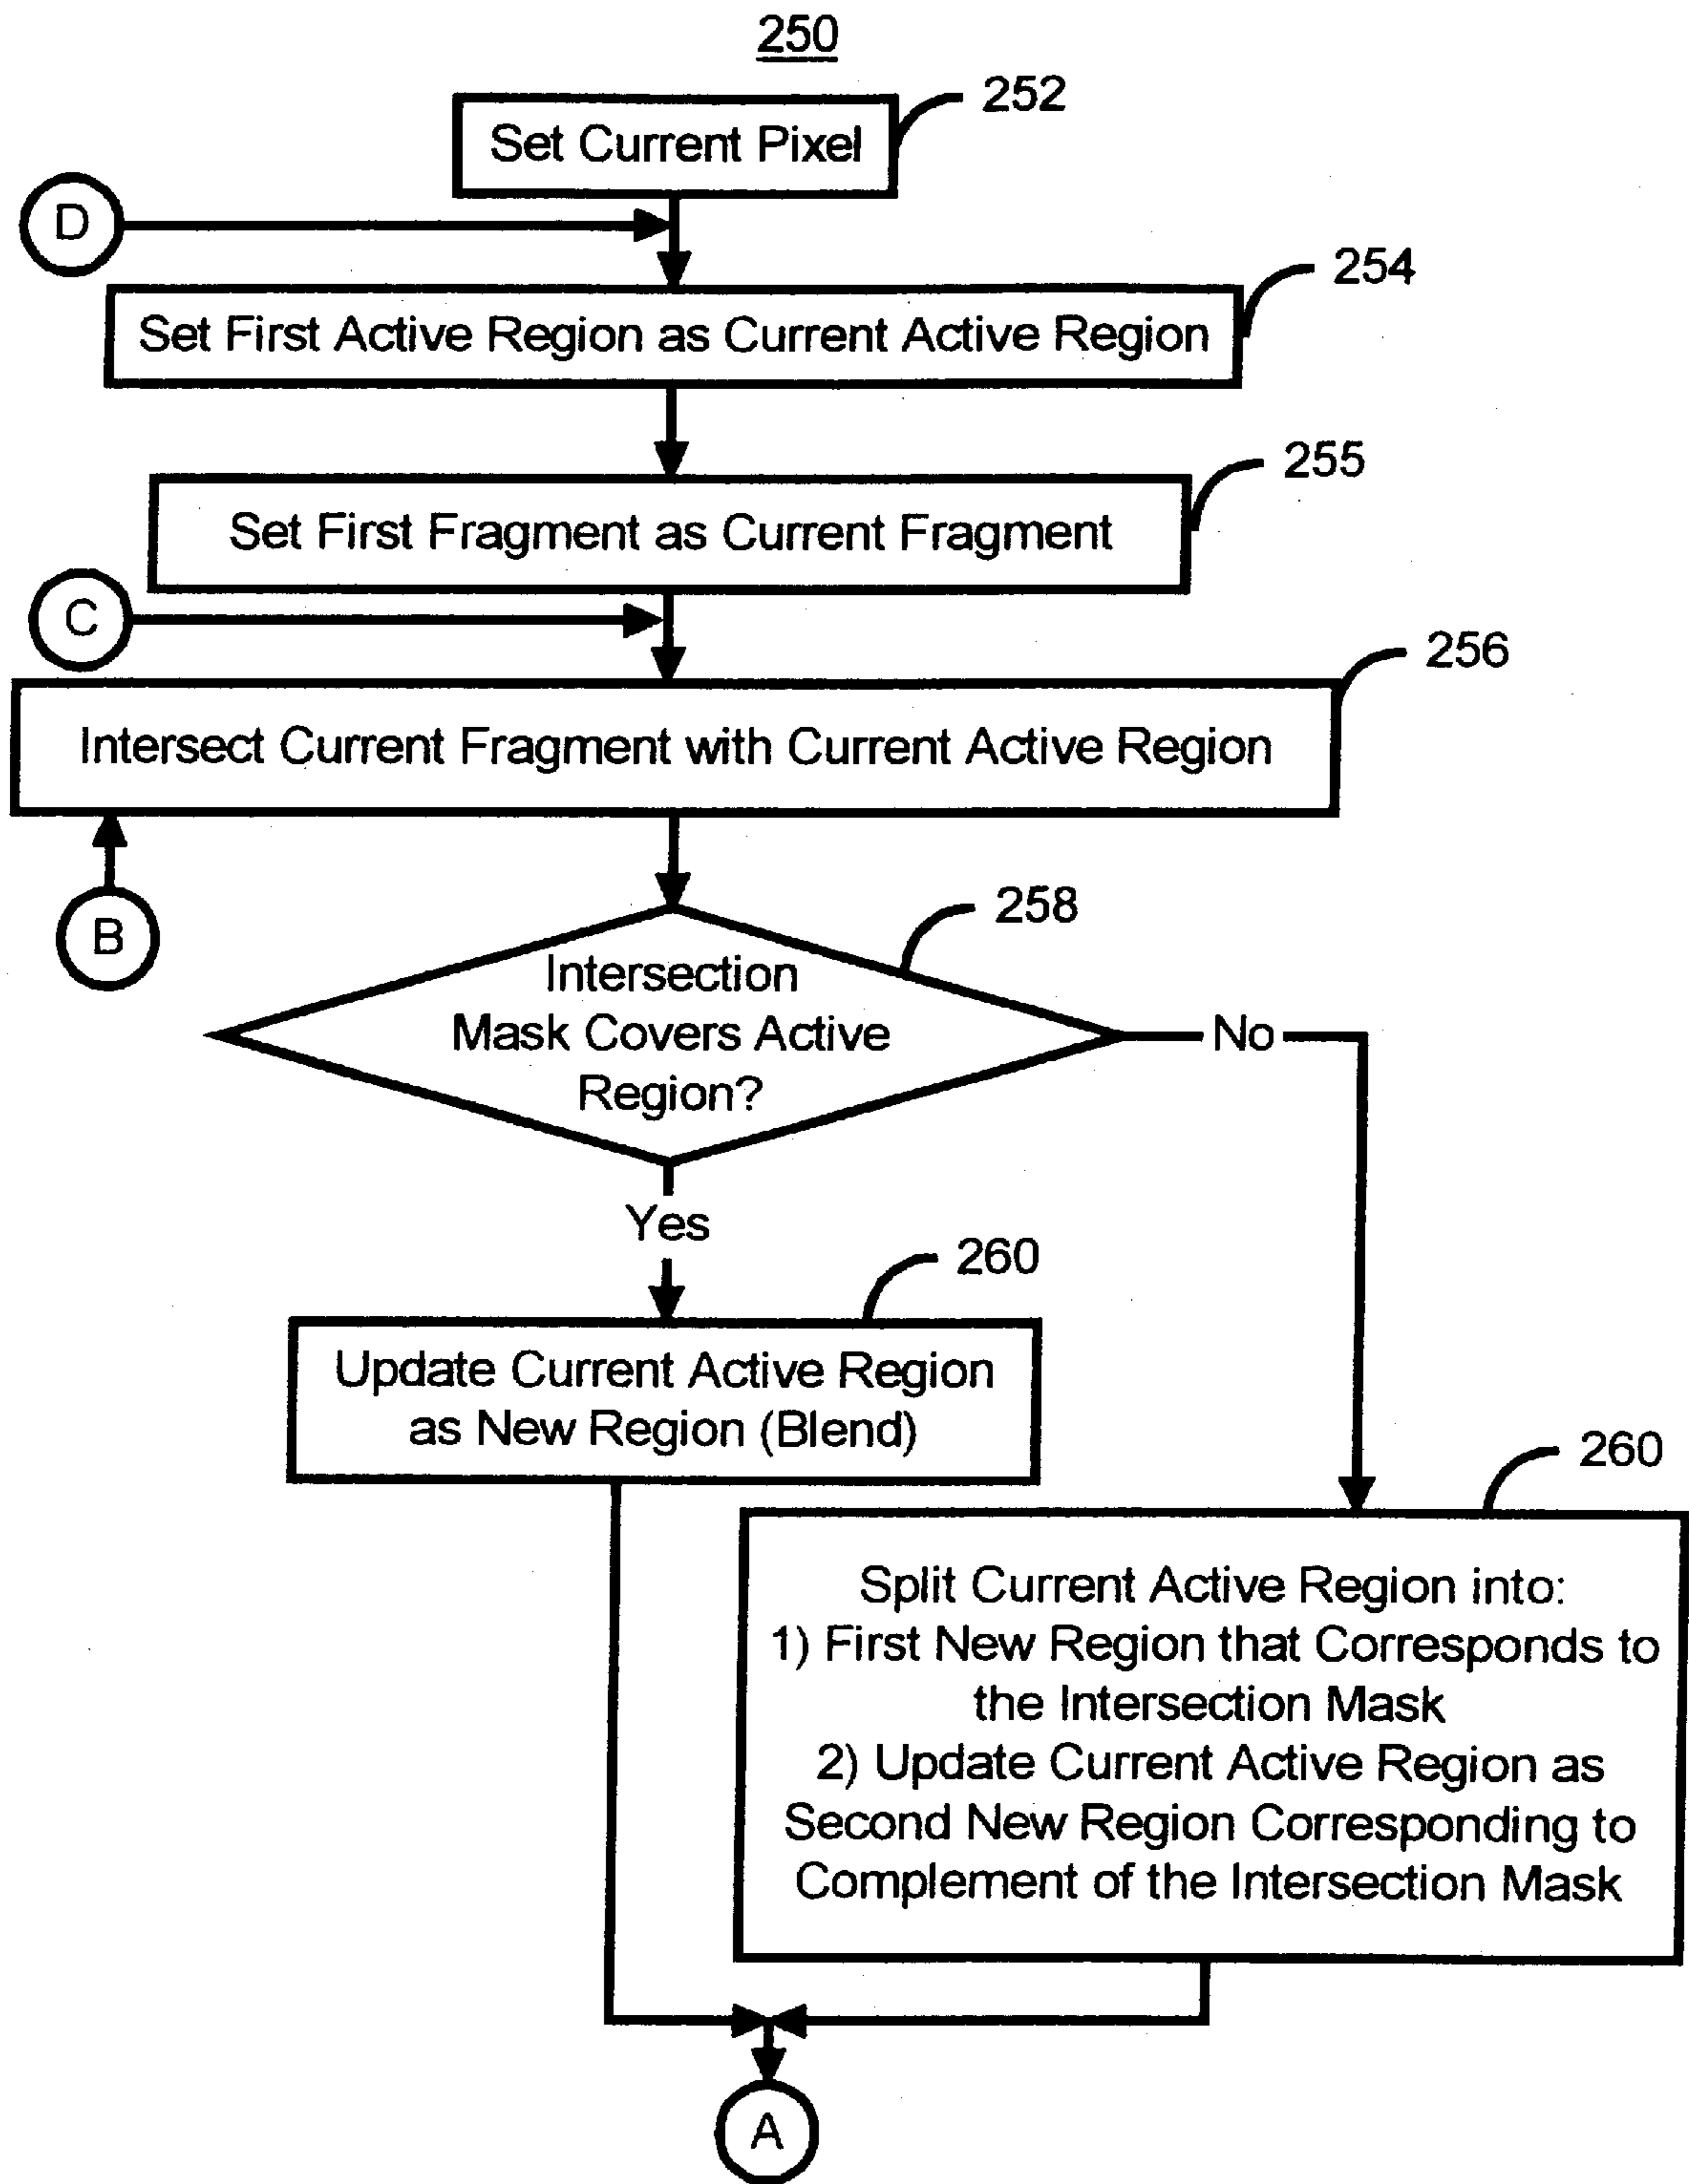 250
252
Set Current Pixel
D
254
Set First Active Region as Current Active Region
255
Set First Fragment as Current Fragment
C
256
Intersect Current Fragment with Current Active Region
B
258
Intersection
Mask Covers Active
Region?
No
Yes
260
Update Current Active Region
as New Region (Blend)
260
Split Current Active Region into:
1) First New Region that Corresponds to
the Intersection Mask
2) Update Current Active Region as
Second New Region Corresponding to
Complement of the Intersection Mask
A